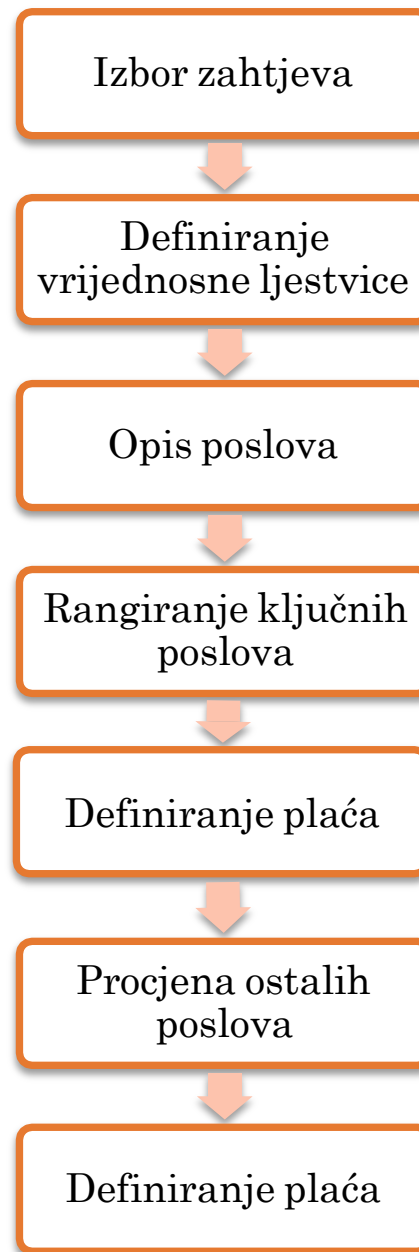 Izbor zahtjeva
Definiranje
vrijednosne ljestvice
Opis poslova
Rangiranje ključnih
poslova
Definiranje plaća
Procjena ostalih
poslova
Definiranje plaća